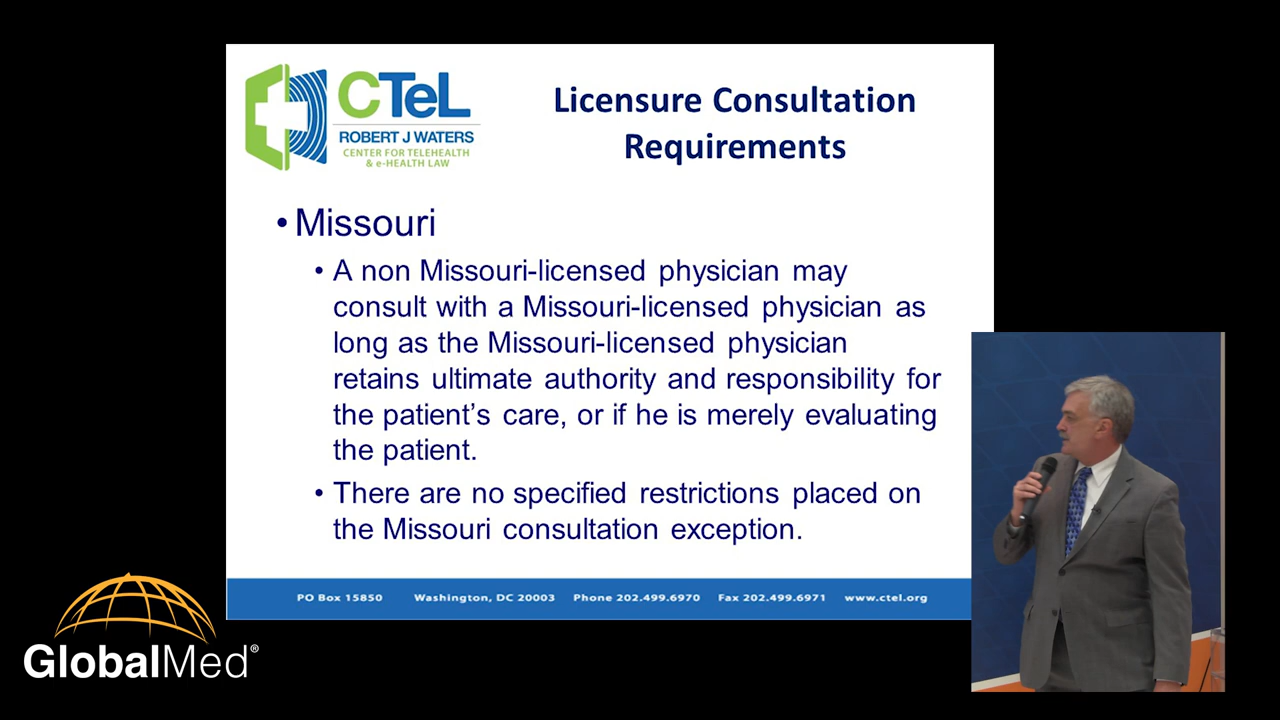 CTeL
ROBERT J WATERS
CENTER FOR TELEHEALTH
& e-HEALTH LAW
Licensure Consultation
Requirements
• Missouri
• A non Missouri-licensed physician may
consult with a Missouri-licensed physician as
long as the Missouri-licensed physician
retains ultimate authority and responsibility for
the patient's care, or if he is merely evaluating
the patient.
• There are no specified restrictions placed on
the Missouri consultation exception.
PO Box 15850 Washington, DC 20003 Phone 202.499.6970 Fax 202.499.6971 www.ctel.org
GlobalMed®